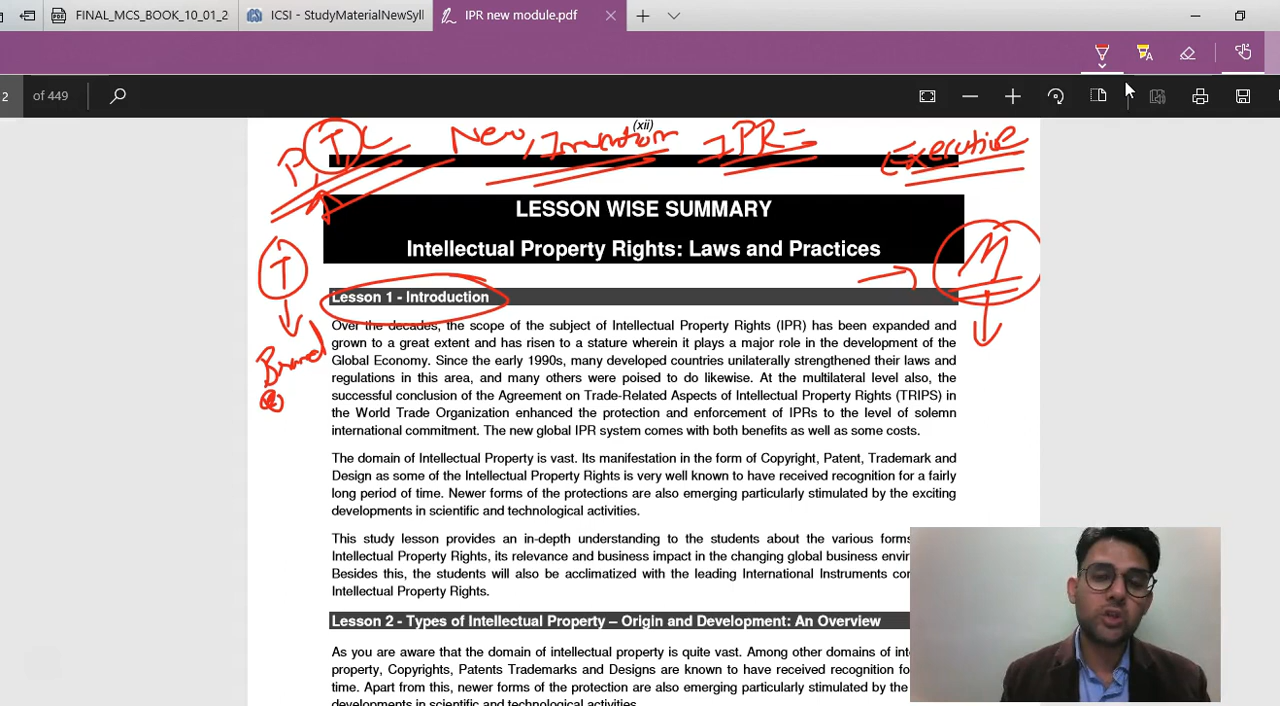 FINAL_MCS_BOOK_10_01_2
ICSI - StudyMaterialNewSyll
IPR new module.pdf
2 of 449
(xii)
P, T, C New, Invention IPR= Executive
LESSON WISE SUMMARY
Intellectual Property Rights: Laws and Practices
T
M
Lesson 1 - Introduction
Over the decades, the scope of the subject of Intellectual Property Rights (IPR) has been expanded and
grown to a great extent and has risen to a stature wherein it plays a major role in the development of the
Global Economy. Since the early 1990s, many developed countries unilaterally strengthened their laws and
regulations in this area, and many others were poised to do likewise. At the multilateral level also, the
successful conclusion of the Agreement on Trade-Related Aspects of Intellectual Property Rights (TRIPS) in
the World Trade Organization enhanced the protection and enforcement of IPRs to the level of solemn
international commitment. The new global IPR system comes with both benefits as well as some costs.
Brand
The domain of Intellectual Property is vast. Its manifestation in the form of Copyright, Patent, Trademark and
Design as some of the Intellectual Property Rights is very well known to have received recognition for a fairly
long period of time. Newer forms of the protections are also emerging particularly stimulated by the exciting
developments in scientific and technological activities.
This study lesson provides an in-depth understanding to the students about the various forms
Intellectual Property Rights, its relevance and business impact in the changing global business envir
Besides this, the students will also be acclimatized with the leading International Instruments con
Intellectual Property Rights.
Lesson 2 - Types of Intellectual Property – Origin and Development: An Overview
As you are aware that the domain of intellectual property is quite vast. Among other domains of inte
property, Copyrights, Patents Trademarks and Designs are known to have received recognition fo
time. Apart from this, newer forms of the protection are also emerging particularly stimulated by the
developments in scientific and technological activities.